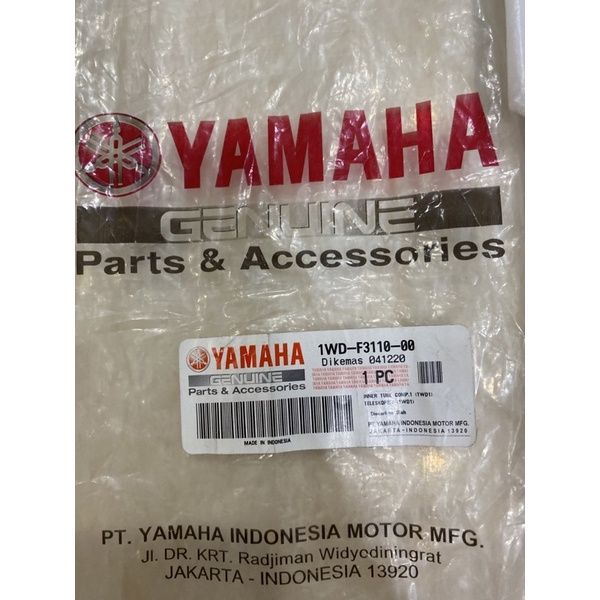 YAMAHA
GENUINE
Parts & Accessories
YAMAHA
GENUINE
Parts & Accessories
MADE IN INDONESIA
1WD-F3110-00
Dikemas 041220
1 PC
INNER TUBE COMP.1 (1WD1)
PT. YAMAHA INDONESIA MOTOR MFG.
JAKARTA-INDONESIA 13920
PT. YAMAHA INDONESIA MOTOR MFG.
Jl. DR. KRT. Radjiman Widyodiningrat
JAKARTA - INDONESIA 13920